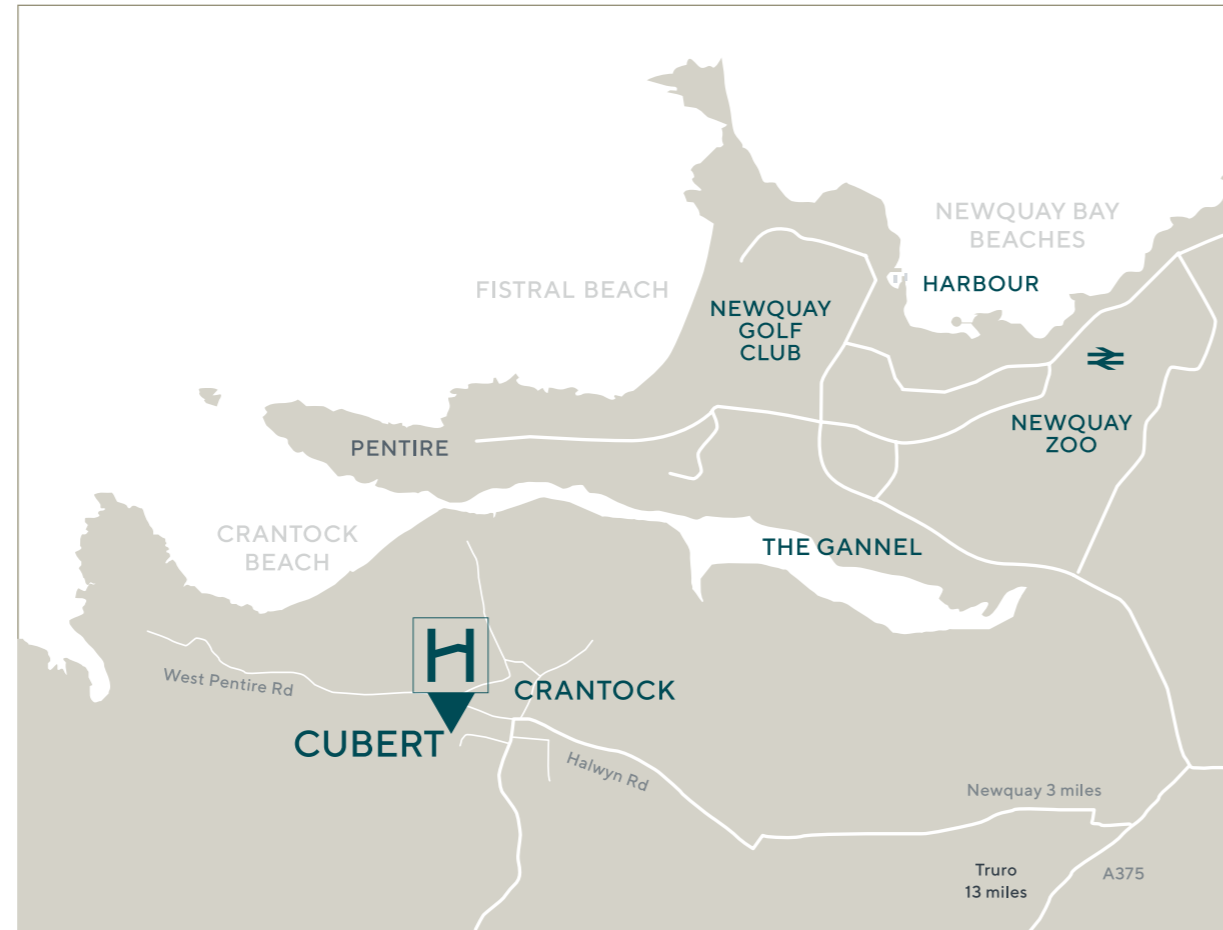 NEWQUAY BAY
BEACHES
HARBOUR
FISTRAL BEACH
NEWQUAY
GOLF
CLUB
NEWQUAY
ZOO
PENTIRE
CRANTOCK
BEACH
THE GANNEL
H
West Pentire Rd
CRANTOCK
CUBERT
Halwyn Rd
Newquay 3 miles
Truro
13 miles
A375